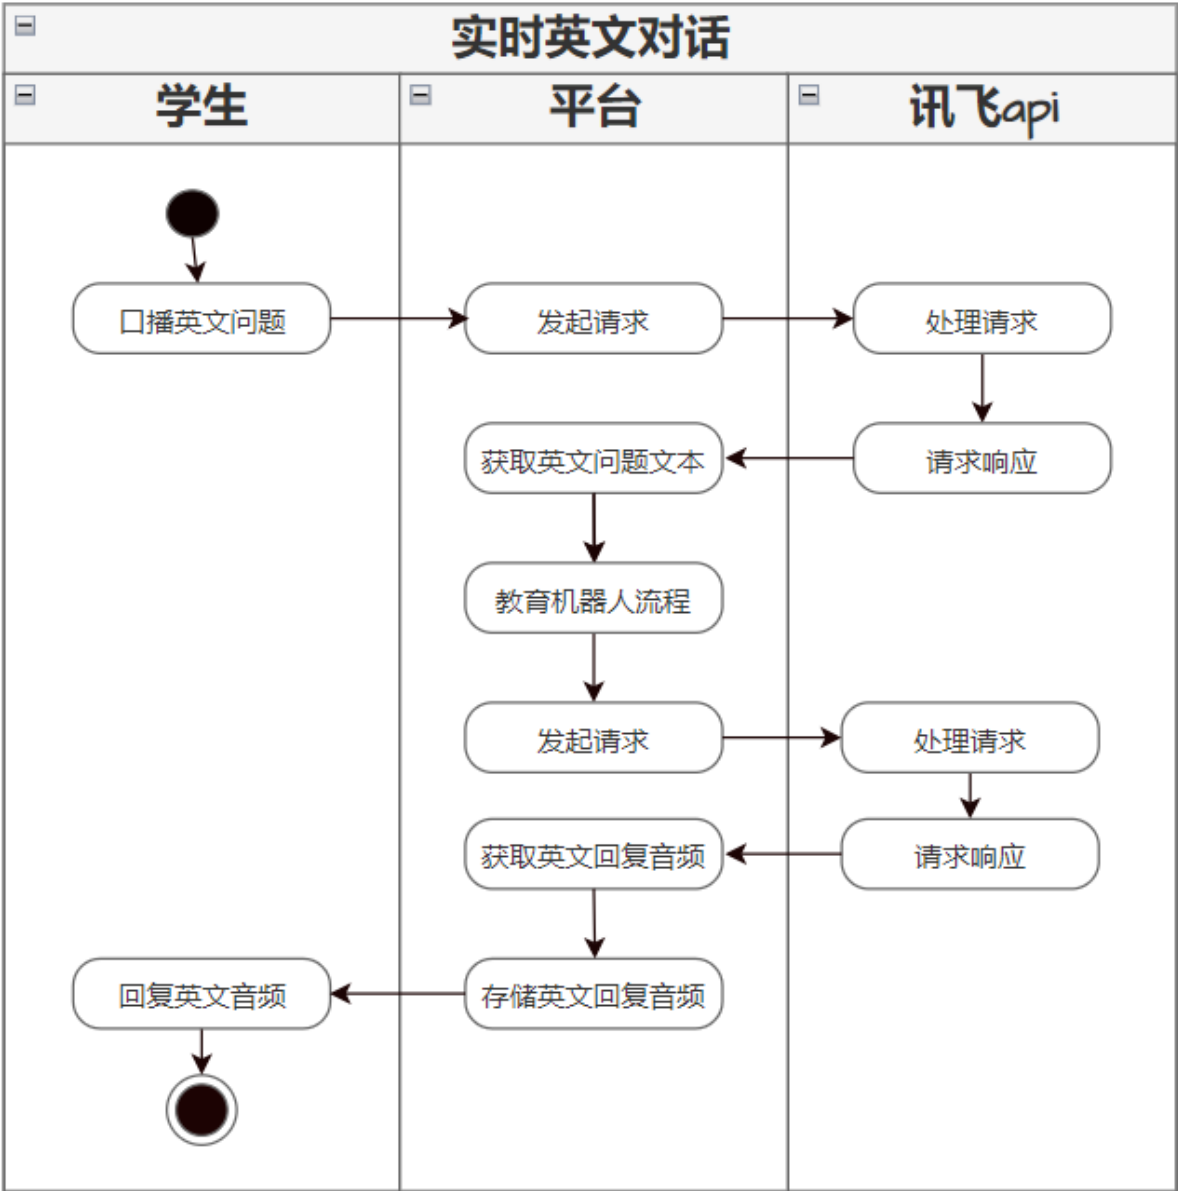 实时英文对话
学生
平台
讯飞api
口播英文问题
发起请求
处理请求
获取英文问题文本
请求响应
教育机器人流程
发起请求
处理请求
获取英文回复音频
请求响应
回复英文音频
存储英文回复音频